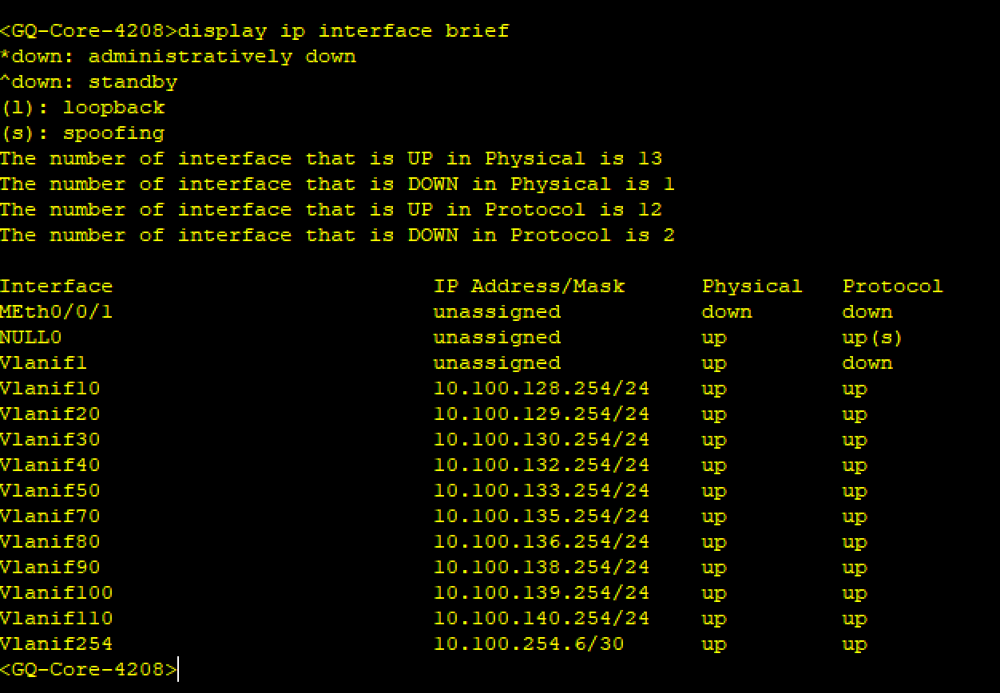 <GQ-Core-4208>display ip interface brief
*down: administratively down
^down: standby
(l): loopback
(s): spoofing
The number of interface that is UP in Physical is 13
The number of interface that is DOWN in Physical is 1
The number of interface that is UP in Protocol is 12
The number of interface that is DOWN in Protocol is 2

Interface                         IP Address/Mask      Physical   Protocol
MEth0/0/1                         unassigned           down       down
NULL0                             unassigned           up         up(s)
Vlanif1                           unassigned           up         down
Vlanif10                          10.100.128.254/24    up         up
Vlanif20                          10.100.129.254/24    up         up
Vlanif30                          10.100.130.254/24    up         up
Vlanif40                          10.100.132.254/24    up         up
Vlanif50                          10.100.133.254/24    up         up
Vlanif70                          10.100.135.254/24    up         up
Vlanif80                          10.100.136.254/24    up         up
Vlanif90                          10.100.138.254/24    up         up
Vlanif100                         10.100.139.254/24    up         up
Vlanif110                         10.100.140.254/24    up         up
Vlanif254                         10.100.254.6/30      up         up
<GQ-Core-4208>